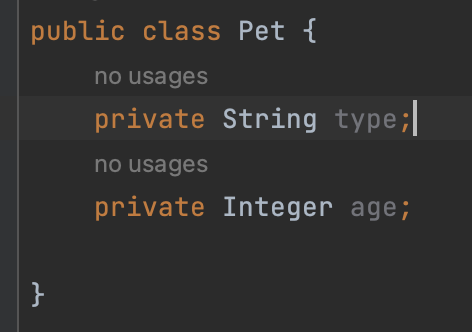 public class Pet {
no usages
private String type;
no usages
private Integer age;
}